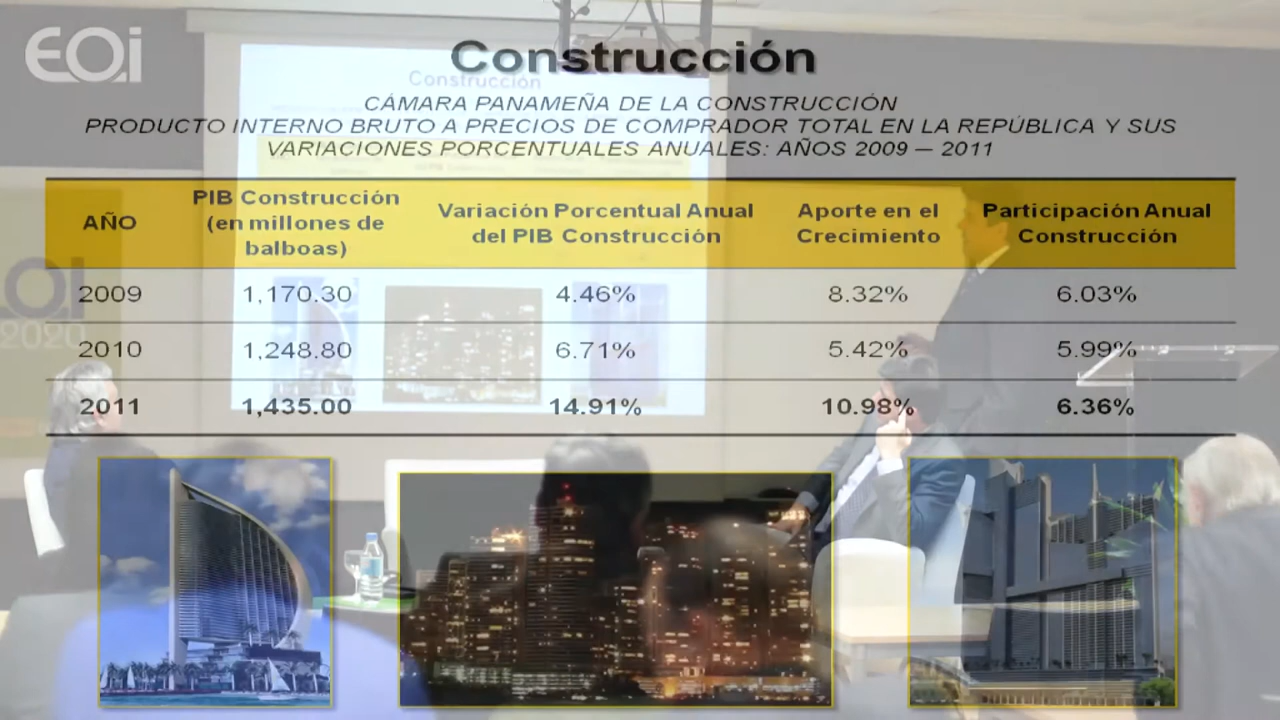 EOi
Construcción
Construcción
CÁMARA PANAMEÑA DE LA CONSTRUCCIÓN
PRODUCTO INTERNO BRUTO A PRECIOS DE COMPRADOR TOTAL EN LA REPÚBLICA Y SUS
VARIACIONES PORCENTUALES ANUALES: AÑOS 2009 – 2011
AÑO PIB Construcción (en millones de balboas) Variación Porcentual Anual del PIB Construcción Aporte en el Crecimiento Participación Anual Construcción
2009 1,170.30 4.46% 8.32% 6.03%
2010 1,248.80 6.71% 5.42% 5.99%
2011 1,435.00 14.91% 10.98% 6.36%
2020